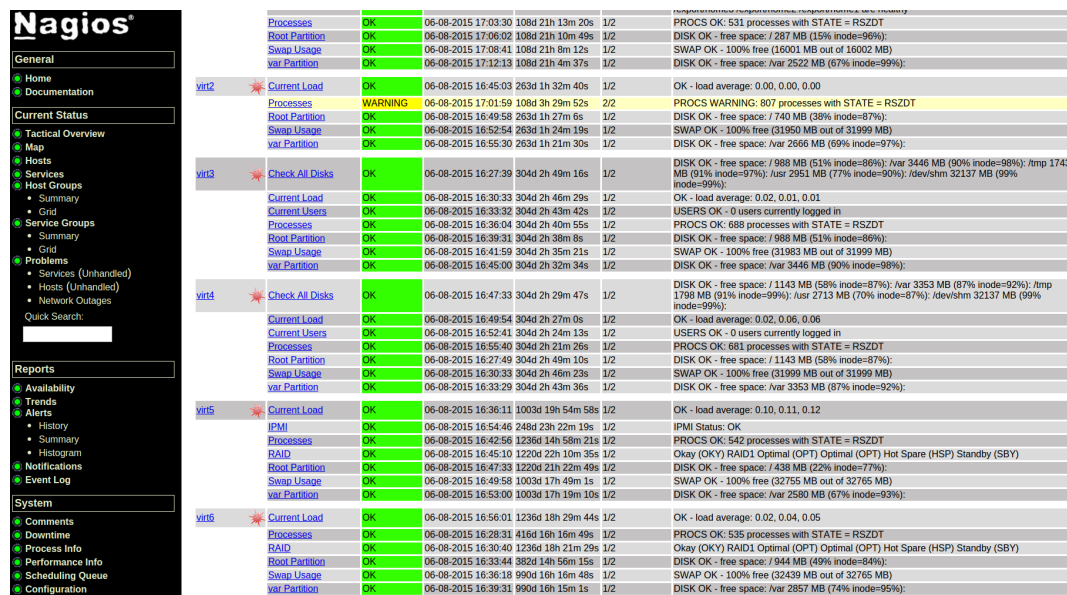 Nagios®
General
Home
Documentation
Current Status
Tactical Overview
Map
Hosts
Services
Host Groups
Summary
Grid
Service Groups
Summary
Grid
Problems
Services (Unhandled)
Hosts (Unhandled)
Network Outages
Quick Search:
Reports
Availability
Trends
Alerts
History
Summary
Histogram
Notifications
Event Log
System
Comments
Downtime
Process Info
Performance Info
Scheduling Queue
Configuration
/exportmore5 /exportmore2 /exportmore1 are healthy
Processes OK 06-08-2015 17:03:30 108d 21h 13m 20s 1/2 PROCS OK: 531 processes with STATE = RSZDT
Root Partition OK 06-08-2015 17:06:02 108d 21h 10m 49s 1/2 DISK OK - free space: / 287 MB (15% inode=96%):
Swap Usage OK 06-08-2015 17:08:41 108d 21h 8m 12s 1/2 SWAP OK - 100% free (16001 MB out of 16002 MB)
var Partition OK 06-08-2015 17:12:13 108d 21h 4m 37s 1/2 DISK OK - free space: /var 2522 MB (67% inode=99%):
virt2 Current Load OK 06-08-2015 16:45:03 263d 1h 32m 40s 1/2 OK - load average: 0.00, 0.00, 0.00
Processes WARNING 06-08-2015 17:01:59 108d 3h 29m 52s 2/2 PROCS WARNING: 807 processes with STATE = RSZDT
Root Partition OK 06-08-2015 16:49:58 263d 1h 27m 6s 1/2 DISK OK - free space: / 740 MB (38% inode=87%):
Swap Usage OK 06-08-2015 16:52:54 263d 1h 24m 19s 1/2 SWAP OK - 100% free (31950 MB out of 31999 MB)
var Partition OK 06-08-2015 16:55:30 263d 1h 21m 30s 1/2 DISK OK - free space: /var 2666 MB (69% inode=97%):
virt3 Check All Disks OK 06-08-2015 16:27:39 304d 2h 49m 16s 1/2 DISK OK - free space: / 988 MB (51% inode=86%): /var 3446 MB (90% inode=98%): /tmp 1743
MB (91% inode=97%): /usr 2951 MB (77% inode=90%): /dev/shm 32137 MB (99%
inode=99%):
Current Load OK 06-08-2015 16:30:33 304d 2h 46m 29s 1/2 OK - load average: 0.02, 0.01, 0.01
Current Users OK 06-08-2015 16:33:32 304d 2h 43m 42s 1/2 USERS OK - 0 users currently logged in
Processes OK 06-08-2015 16:36:04 304d 2h 40m 55s 1/2 PROCS OK: 688 processes with STATE = RSZDT
Root Partition OK 06-08-2015 16:39:31 304d 2h 38m 8s 1/2 DISK OK - free space: / 988 MB (51% inode=86%):
Swap Usage OK 06-08-2015 16:41:59 304d 2h 35m 21s 1/2 SWAP OK - 100% free (31983 MB out of 31999 MB)
var Partition OK 06-08-2015 16:45:00 304d 2h 32m 34s 1/2 DISK OK - free space: /var 3446 MB (90% inode=98%):
virt4 Check All Disks OK 06-08-2015 16:47:33 304d 2h 29m 47s 1/2 DISK OK - free space: / 1143 MB (58% inode=87%): /var 3353 MB (87% inode=92%): /tmp
1798 MB (91% inode=99%): /usr 2713 MB (70% inode=87%): /dev/shm 32137 MB (99%
inode=99%):
Current Load OK 06-08-2015 16:49:54 304d 2h 27m 0s 1/2 OK - load average: 0.02, 0.06, 0.06
Current Users OK 06-08-2015 16:52:41 304d 2h 24m 13s 1/2 USERS OK - 0 users currently logged in
Processes OK 06-08-2015 16:55:40 304d 2h 21m 26s 1/2 PROCS OK: 681 processes with STATE = RSZDT
Root Partition OK 06-08-2015 16:27:49 304d 2h 49m 10s 1/2 DISK OK - free space: / 1143 MB (58% inode=87%):
Swap Usage OK 06-08-2015 16:30:33 304d 2h 46m 23s 1/2 SWAP OK - 100% free (31999 MB out of 31999 MB)
var Partition OK 06-08-2015 16:33:29 304d 2h 43m 36s 1/2 DISK OK - free space: /var 3353 MB (87% inode=92%):
virt5 Current Load OK 06-08-2015 16:36:11 1003d 19h 54m 58s 1/2 OK - load average: 0.10, 0.11, 0.12
IPMI OK 06-08-2015 16:54:46 248d 23h 22m 19s 1/2 IPMI Status: OK
Processes OK 06-08-2015 16:42:56 1236d 14h 58m 21s 1/2 PROCS OK: 542 processes with STATE = RSZDT
RAID OK 06-08-2015 16:45:10 1220d 22h 10m 35s 1/2 Okay (OKY) RAID1 Optimal (OPT) Optimal (OPT) Hot Spare (HSP) Standby (SBY)
Root Partition OK 06-08-2015 16:47:33 1220d 21h 22m 49s 1/2 DISK OK - free space: / 438 MB (22% inode=77%):
Swap Usage OK 06-08-2015 16:49:58 1003d 17h 49m 1s 1/2 SWAP OK - 100% free (32755 MB out of 32765 MB)
var Partition OK 06-08-2015 16:53:00 1003d 17h 19m 10s 1/2 DISK OK - free space: /var 2580 MB (67% inode=93%):
virt6 Current Load OK 06-08-2015 16:56:01 1236d 18h 29m 44s 1/2 OK - load average: 0.02, 0.04, 0.05
Processes OK 06-08-2015 16:28:31 416d 16h 16m 49s 1/2 PROCS OK: 535 processes with STATE = RSZDT
RAID OK 06-08-2015 16:30:40 1236d 18h 21m 29s 1/2 Okay (OKY) RAID1 Optimal (OPT) Optimal (OPT) Hot Spare (HSP) Standby (SBY)
Root Partition OK 06-08-2015 16:33:44 382d 14h 56m 15s 1/2 DISK OK - free space: / 944 MB (49% inode=84%):
Swap Usage OK 06-08-2015 16:36:18 990d 16h 16m 48s 1/2 SWAP OK - 100% free (32439 MB out of 32765 MB)
var Partition OK 06-08-2015 16:39:31 990d 16h 15m 1s 1/2 DISK OK - free space: /var 2857 MB (74% inode=95%):